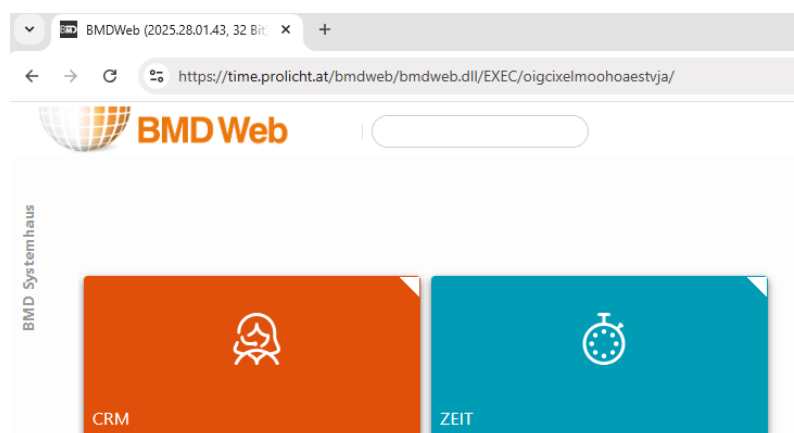 BMDWeb (2025.28.01.43, 32 Bit
https://time.prolicht.at/bmdweb/bmdweb.dll/EXEC/oigcixelmoohoaestvja/
BMD Web
BMD Systemhaus
CRM
ZEIT